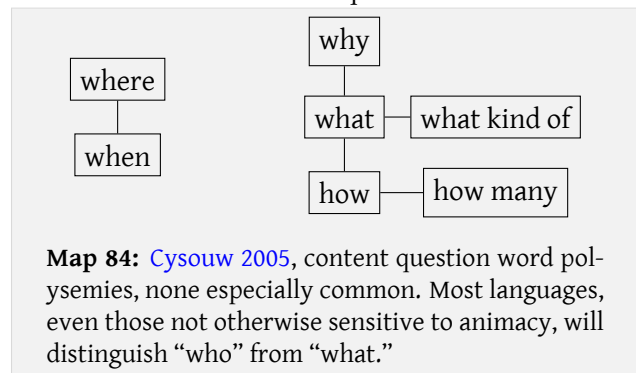 why
where
what
what kind of
when
how
how many
Map 84: Cysouw 2005, content question word pol-
ysemies, none especially common. Most languages,
even those not otherwise sensitive to animacy, will
distinguish “who” from “what.”